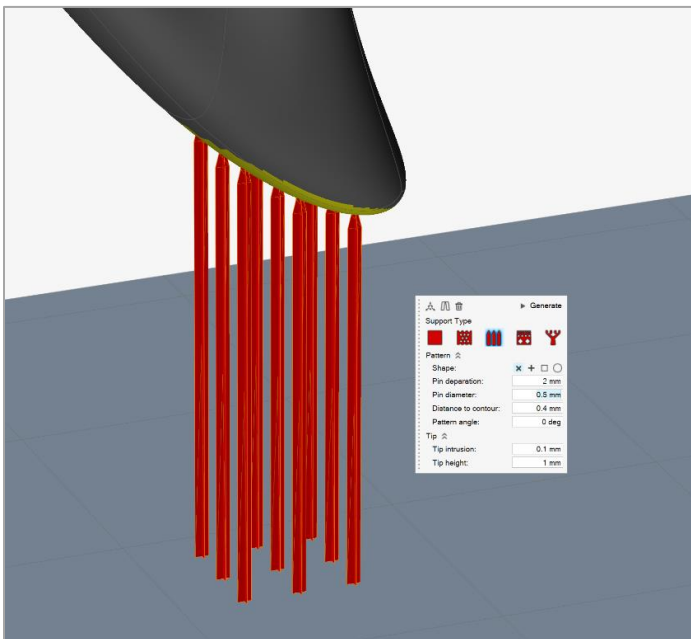 Generate
Support Type
Pattern
Shape:
Pin deparation: 2 mm
Pin diameter: 0.5 mm
Distance to contour: 0.4 mm
Pattern angle: 0 deg
Tip
Tip intrusion: 0.1 mm
Tip height: 1 mm